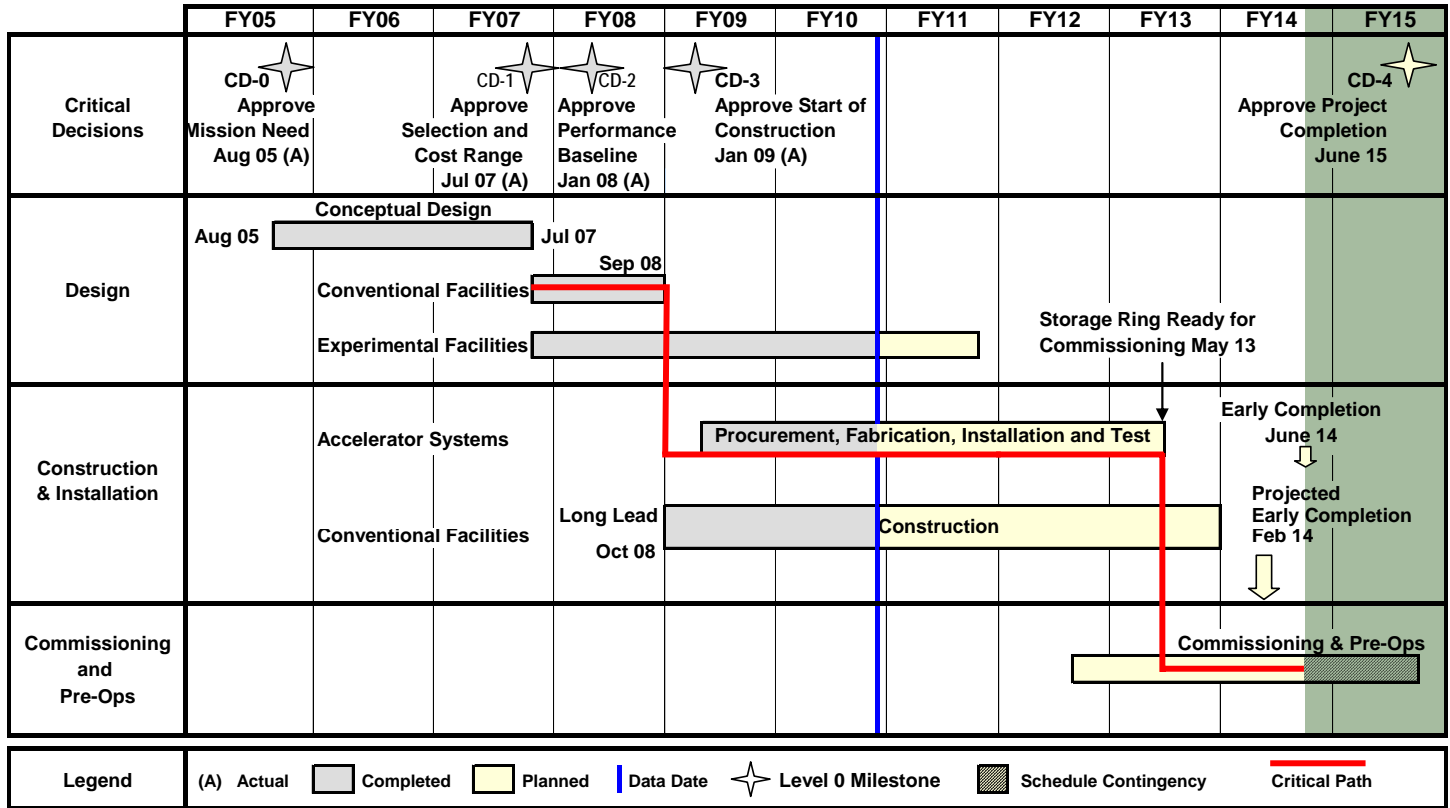 FY05 FY06 FY07 FY08 FY09 FY10 FY11 FY12 FY13 FY14 FY15
Critical
Decisions
CD-0
Approve
Mission Need
Aug 05 (A)
CD-1
Approve
Selection and
Cost Range
Jul 07 (A)
CD-2
Approve
Performance
Baseline
Jan 08 (A)
CD-3
Approve Start of
Construction
Jan 09 (A)
CD-4
Approve Project
Completion
June 15
Design
Conceptual Design
Aug 05
Jul 07
Sep 08
Conventional Facilities
Experimental Facilities
Storage Ring Ready for
Commissioning May 13
Construction
& Installation
Accelerator Systems
Procurement, Fabrication, Installation and Test
Early Completion
June 14
Conventional Facilities
Long Lead
Oct 08
Construction
Projected
Early Completion
Feb 14
Commissioning
and
Pre-Ops
Commissioning & Pre-Ops
Legend
(A) Actual
Completed
Planned
Data Date
Level 0 Milestone
Schedule Contingency
Critical Path